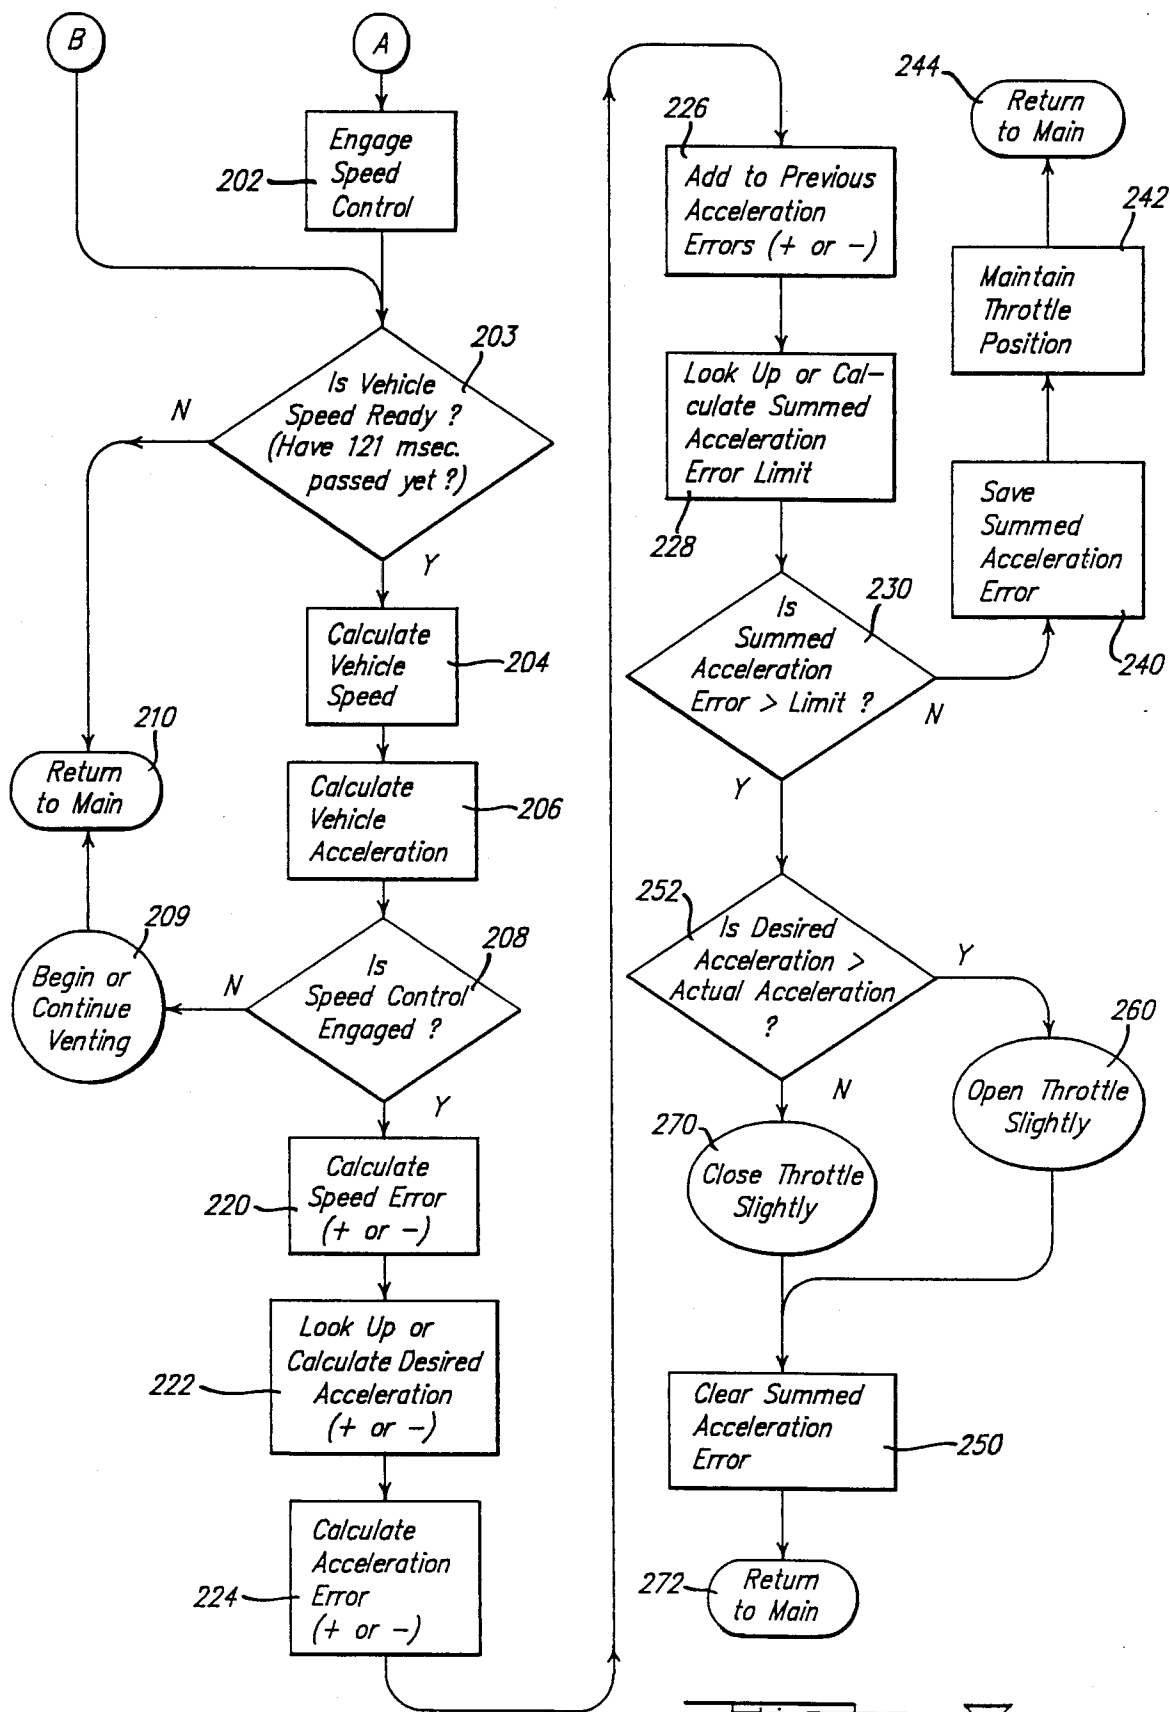 B
A
Engage
Speed
Control
202
203
Is Vehicle
Speed Ready ?
(Have 121 msec.
passed yet ?)
N
Y
Calculate
Vehicle
Speed
204
210
Return
to Main
Calculate
Vehicle
Acceleration
206
209
Begin or
Continue
Venting
N
208
Is
Speed Control
Engaged ?
Y
Calculate
Speed Error
(+ or -)
220
Look Up or
Calculate Desired
Acceleration
(+ or -)
222
Calculate
Acceleration
Error
(+ or -)
224
226
Add to Previous
Acceleration
Errors (+ or -)
Look Up or Cal-
culate Summed
Acceleration
Error Limit
228
230
Is
Summed
Acceleration
Error > Limit ?
N
Y
244
Return
to Main
242
Maintain
Throttle
Position
Save
Summed
Acceleration
Error
240
252
Is Desired
Acceleration >
Actual Acceleration
?
Y
N
260
Open Throttle
Slightly
270
Close Throttle
Slightly
Clear Summed
Acceleration
Error
250
272
Return
to Main